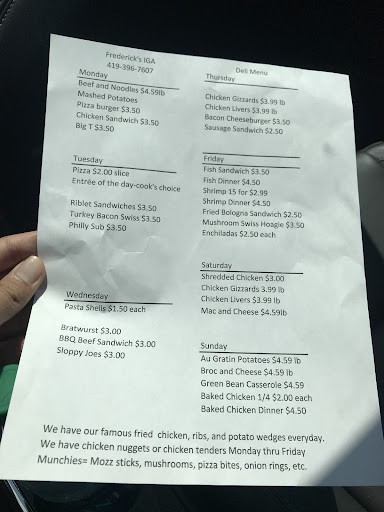 Frederick's IGA
419-396-7607
Deli Menu
Monday
Beef and Noodles $4.59lb
Mashed Potatoes
Pizza burger $3.50
Chicken Sandwich $3.50
Big T $3.50
Tuesday
Pizza $2.00 slice
Entrée of the day-cook's choice
Riblet Sandwiches $3.50
Turkey Bacon Swiss $3.50
Philly Sub $3.50
Wednesday
Pasta Shells $1.50 each
Bratwurst $3.00
BBQ Beef Sandwich $3.00
Sloppy Joes $3.00
Thursday
Chicken Gizzards $3.99 lb
Chicken Livers $3.99 lb
Bacon Cheeseburger $3.50
Sausage Sandwich $2.50
Friday
Fish Sandwich $3.50
Fish Dinner $4.50
Shrimp 15 for $2.99
Shrimp Dinner $4.50
Fried Bologna Sandwich $2.50
Mushroom Swiss Hoagie $3.50
Enchiladas $2.50 each
Saturday
Shredded Chicken $3.00
Chicken Gizzards 3.99 lb
Chicken Livers $3.99 lb
Mac and Cheese $4.59lb
Sunday
Au Gratin Potatoes $4.59 lb
Broc and Cheese $4.59 lb
Green Bean Casserole $4.59
Baked Chicken 1/4 $2.00 each
Baked Chicken Dinner $4.50
We have our famous fried chicken, ribs, and potato wedges everyday.
We have chicken nuggets or chicken tenders Monday thru Friday
Munchies= Mozz sticks, mushrooms, pizza bites, onion rings, etc.